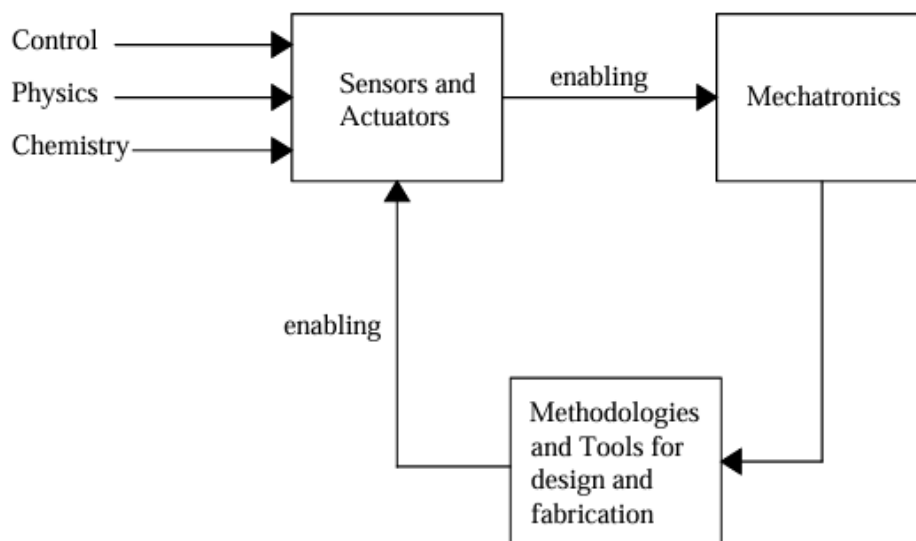 Control
Physics
Chemistry
Sensors and
Actuators
enabling
Mechatronics
enabling
Methodologies
and Tools for
design and
fabrication